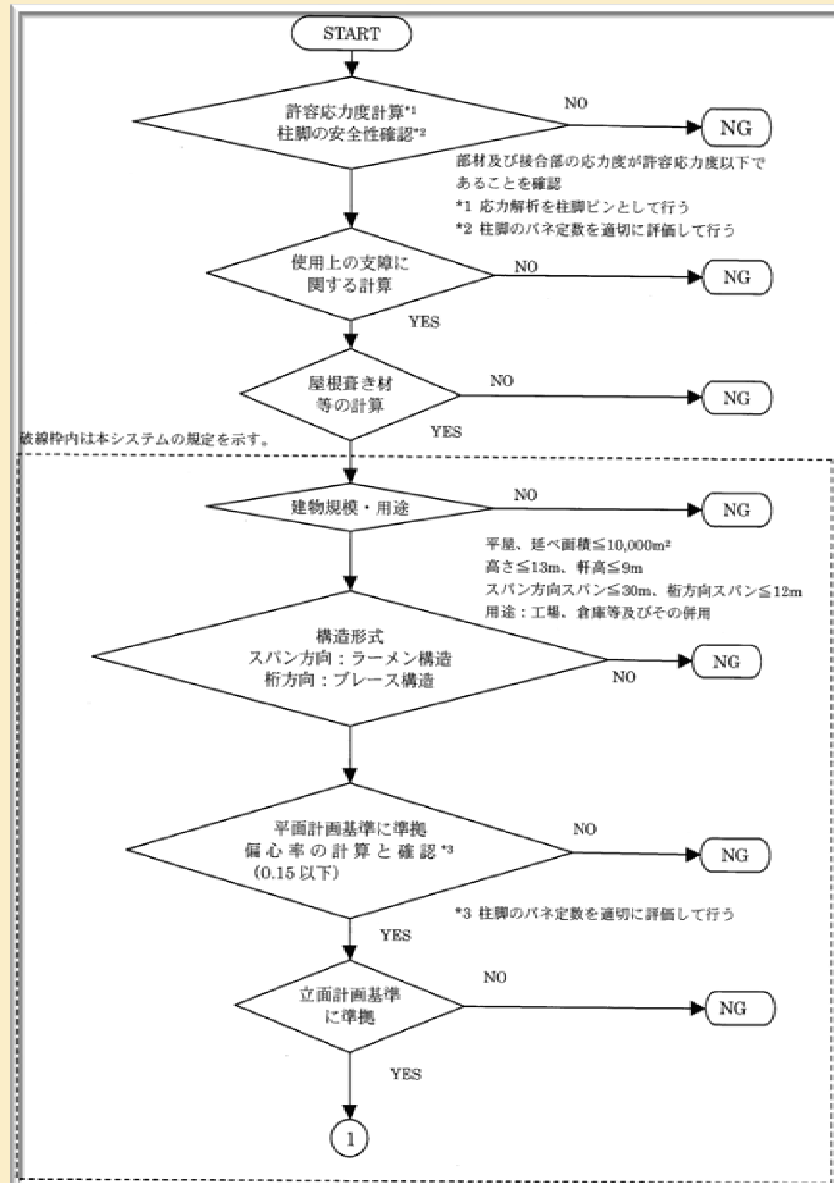 START
許容応力度計算*1
柱脚の安全性確認*2
NO
NG
部材及び接合部の応力度が許容応力度以下で
あることを確認
*1 応力解析を柱脚ピンとして行う
*2 柱脚のバネ定数を適切に評価して行う
使用上の支障に
関する計算
NO
NG
YES
屋根葺き材
等の計算
NO
NG
YES
破線枠内は本システムの規定を示す。
建物規模・用途
NO
NG
平屋、延べ面積≦10,000m²
高さ≦13m、軒高≦9m
スパン方向スパン≦30m、桁方向スパン≦12m
用途：工場、倉庫等及びその併用
構造形式
スパン方向：ラーメン構造
桁方向：ブレース構造
NO
NG
平面計画基準に準拠
偏心率の計算と確認*3
(0.15以下)
NO
NG
*3 柱脚のバネ定数を適切に評価して行う
YES
立面計画基準
に準拠
NO
NG
YES
1